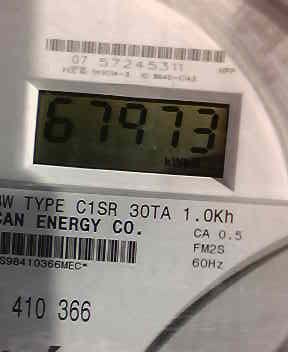 07 57245311
67973
kWh
W TYPE C1SR 30TA 1.0Kh
CAN ENERGY CO.
CA 0.5
FM2S
60Hz
S98410366MEC*
410 366